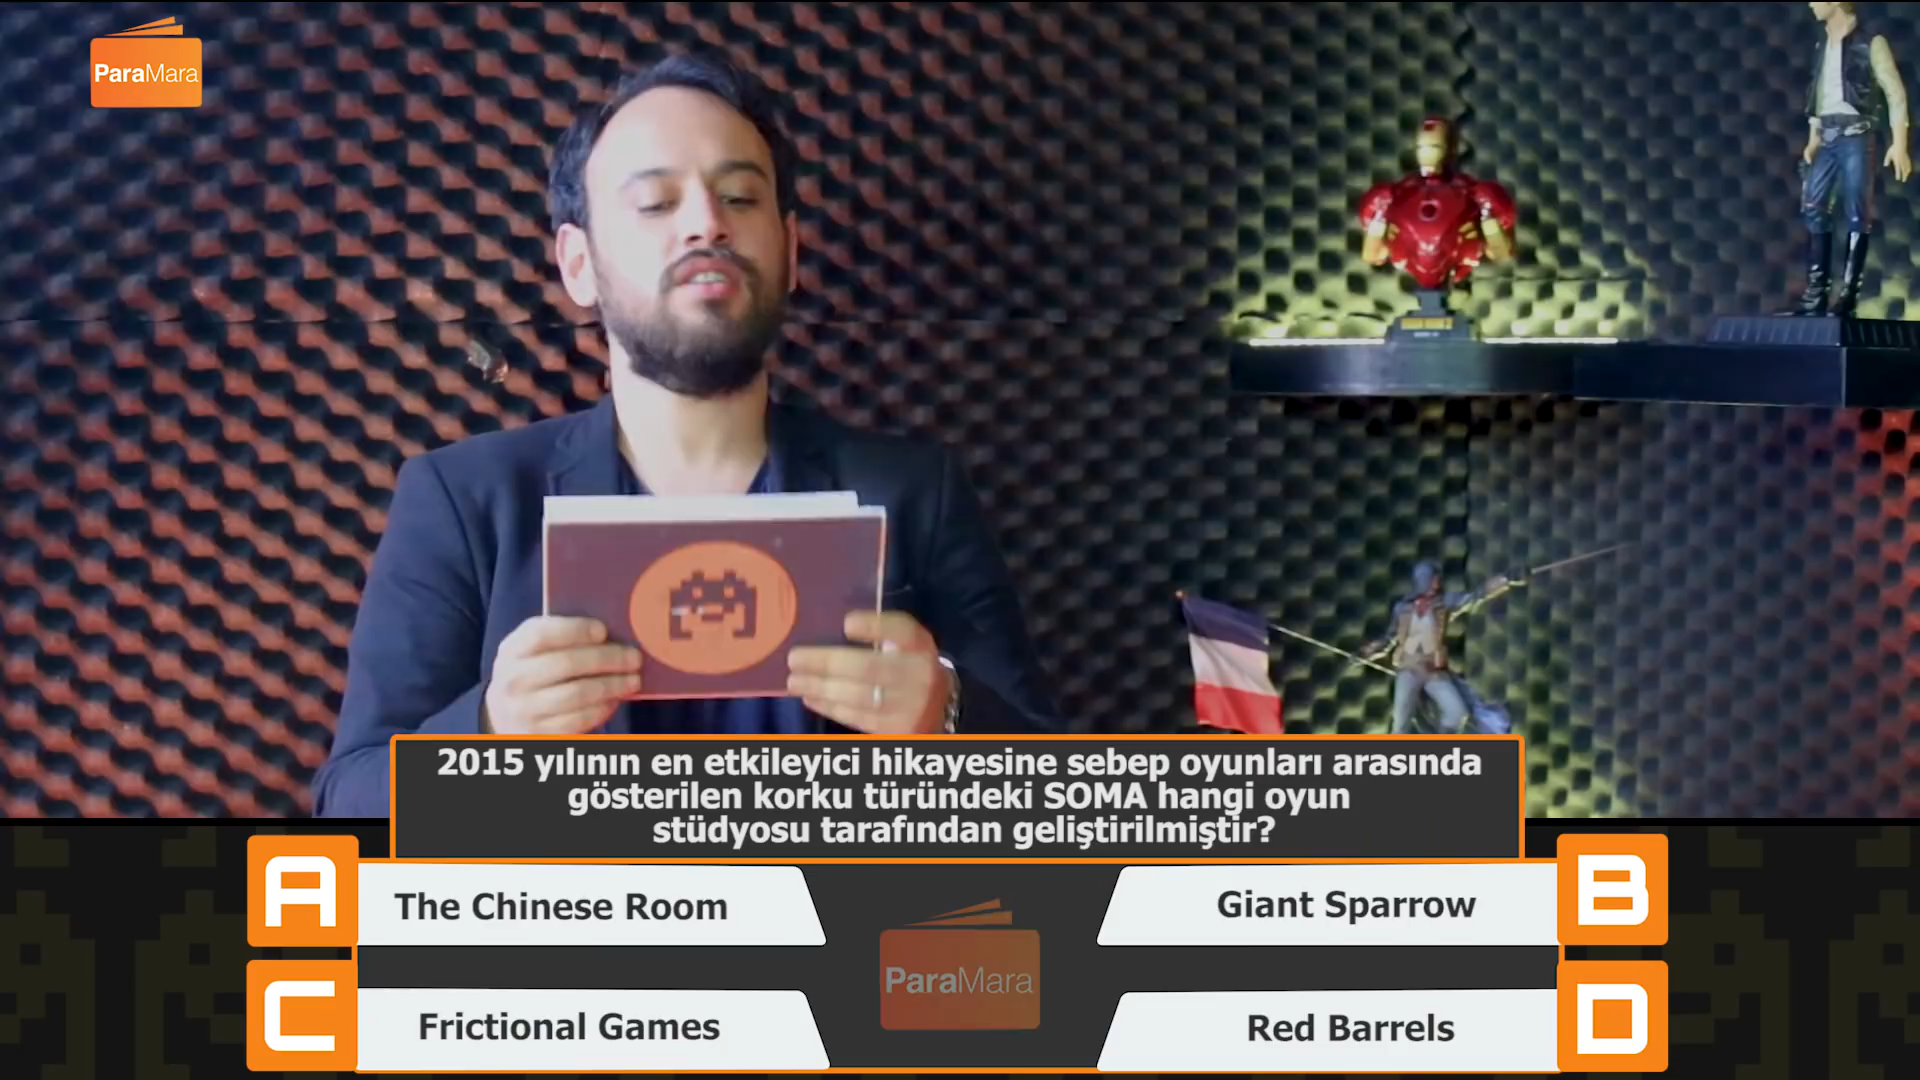 ParaMara
2015 yılının en etkileyici hikayesine sebep oyunları arasında
gösterilen korku türündeki SOMA hangi oyun
stüdyosu tarafından geliştirilmiştir?
A
The Chinese Room
Giant Sparrow
B
ParaMara
C
Frictional Games
Red Barrels
D